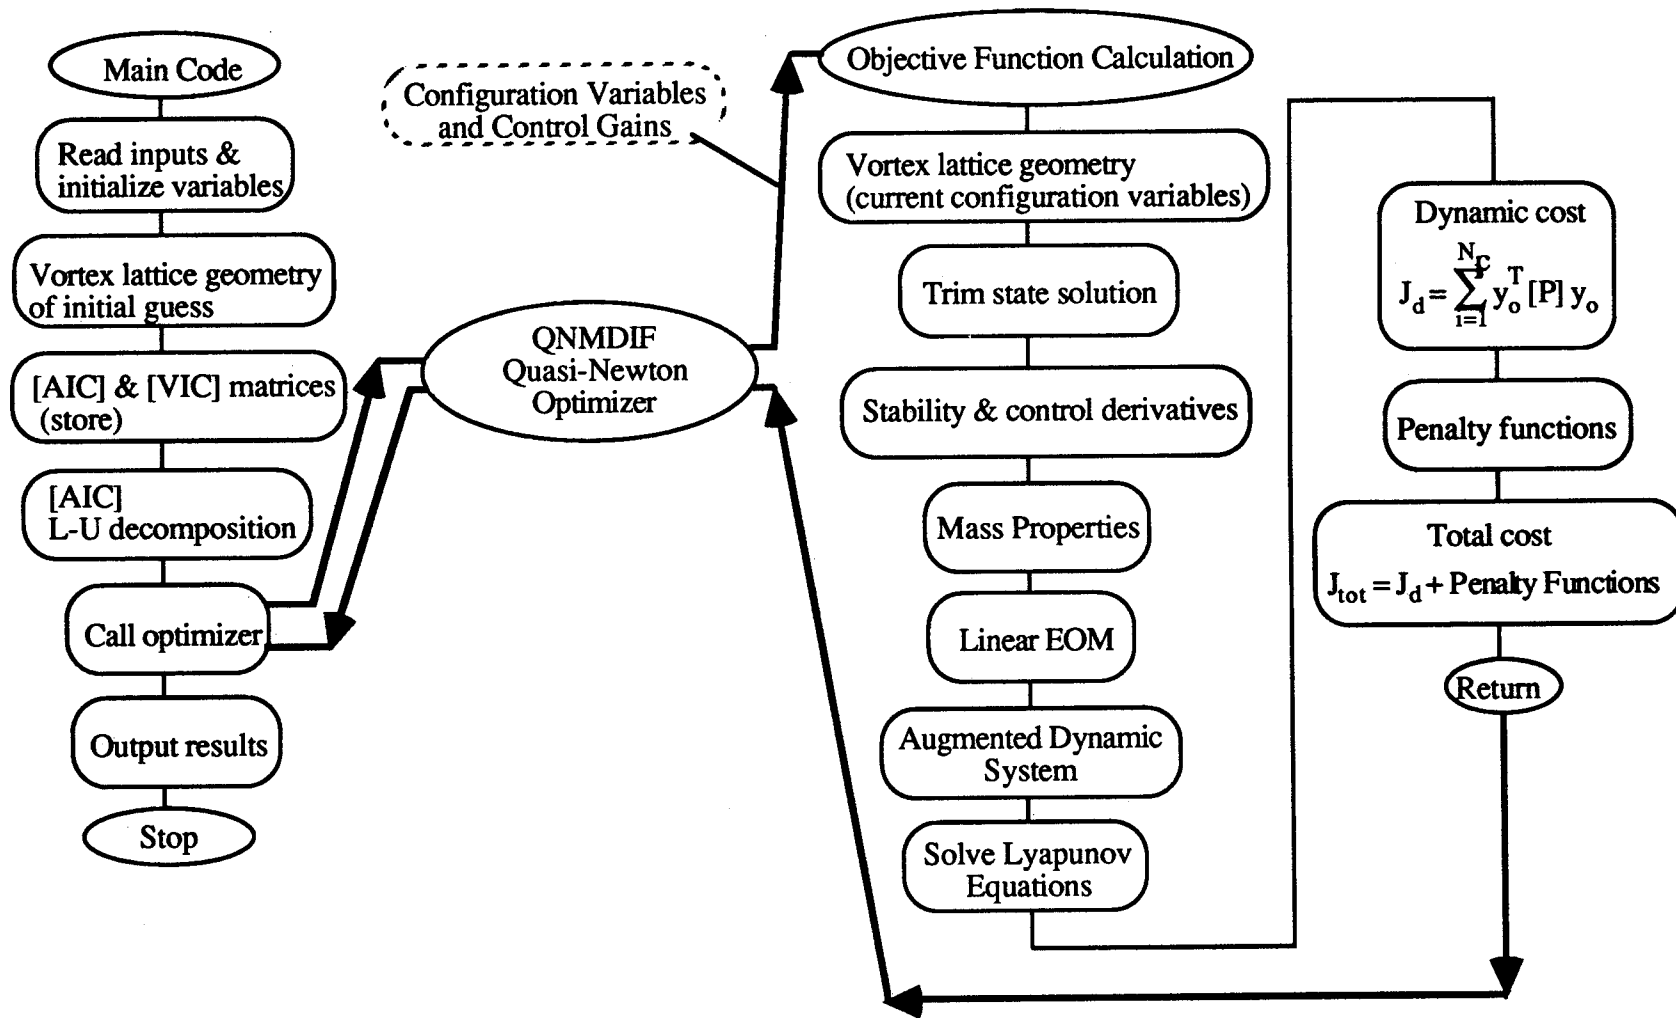 Main Code
Read inputs &
initialize variables
Vortex lattice geometry
of initial guess
[AIC] & [VIC] matrices
(store)
[AIC]
L-U decomposition
Call optimizer
Output results
Stop
Configuration Variables
and Control Gains
QNMDIF
Quasi-Newton
Optimizer
Objective Function Calculation
Vortex lattice geometry
(current configuration variables)
Trim state solution
Stability & control derivatives
Mass Properties
Linear EOM
Augmented Dynamic
System
Solve Lyapunov
Equations
Dynamic cost
J_d = \sum_{i=1}^{N_{FC}} y_o^T [P] y_o
Penalty functions
Total cost
J_tot = J_d + Penalty Functions
Return